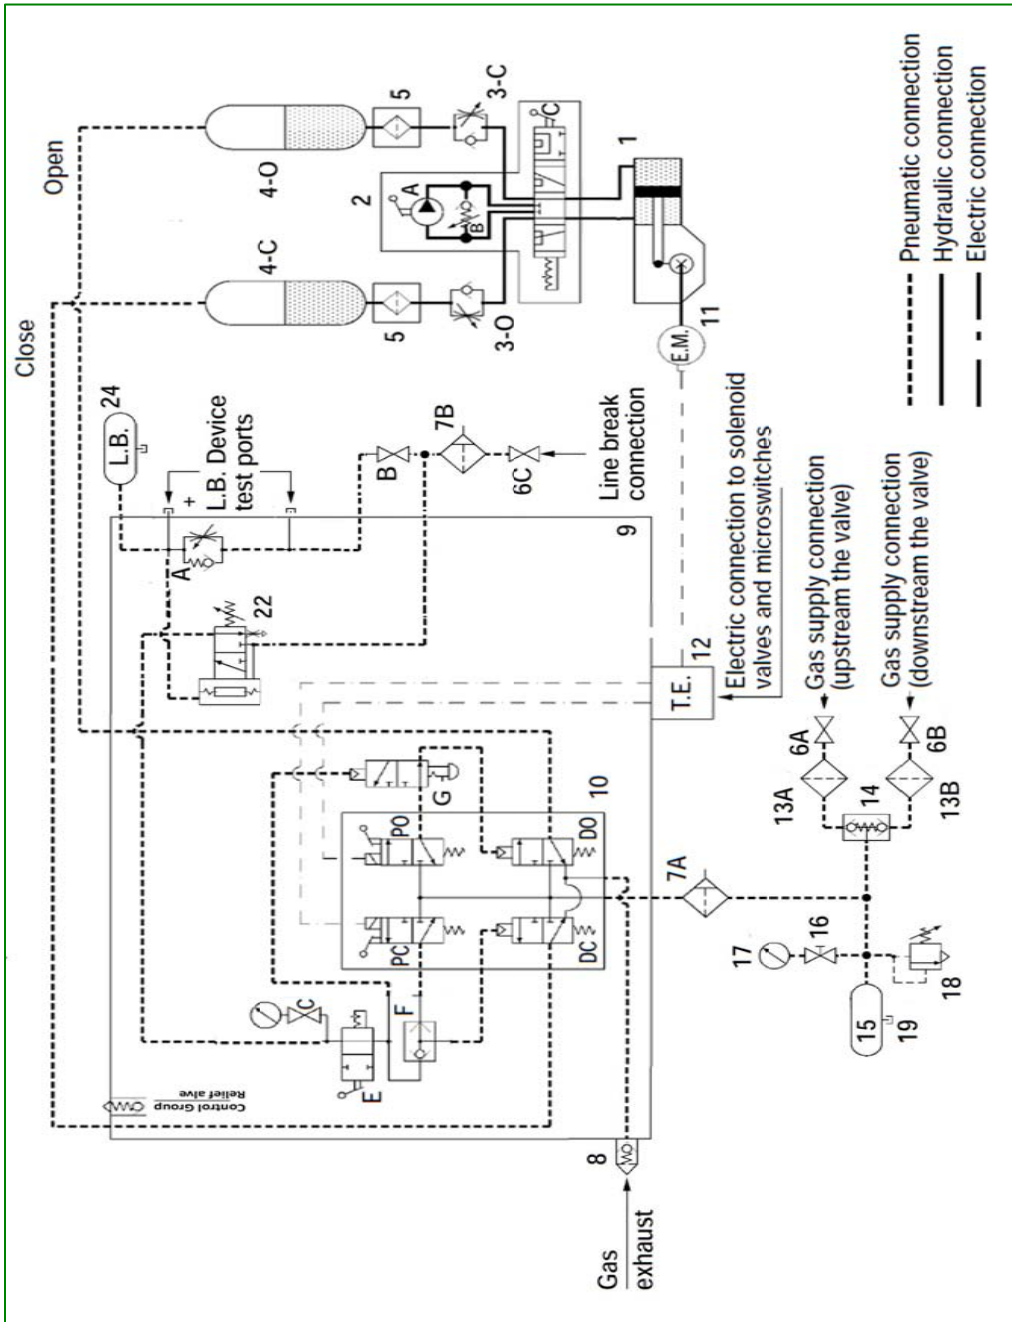 Close
Open
4-C
4-O
5
5
3-O
3-C
2
A
B
C
1
E.M.
11
L.B.
24
+
L.B. Device
test ports
A
B
7B
6C
Line break
connection
22
9
12
T.E.
Electric connection to solenoid
valves and microswitches
Control Group
Relief alve
C
E
F
G
PC
PO
DC
DO
10
7A
8
Gas
exhaust
13A
6A
Gas supply connection
(upstream the valve)
14
13B
6B
Gas supply connection
(downstream the valve)
17
16
15
19
18
Pneumatic connection
Hydraulic connection
Electric connection